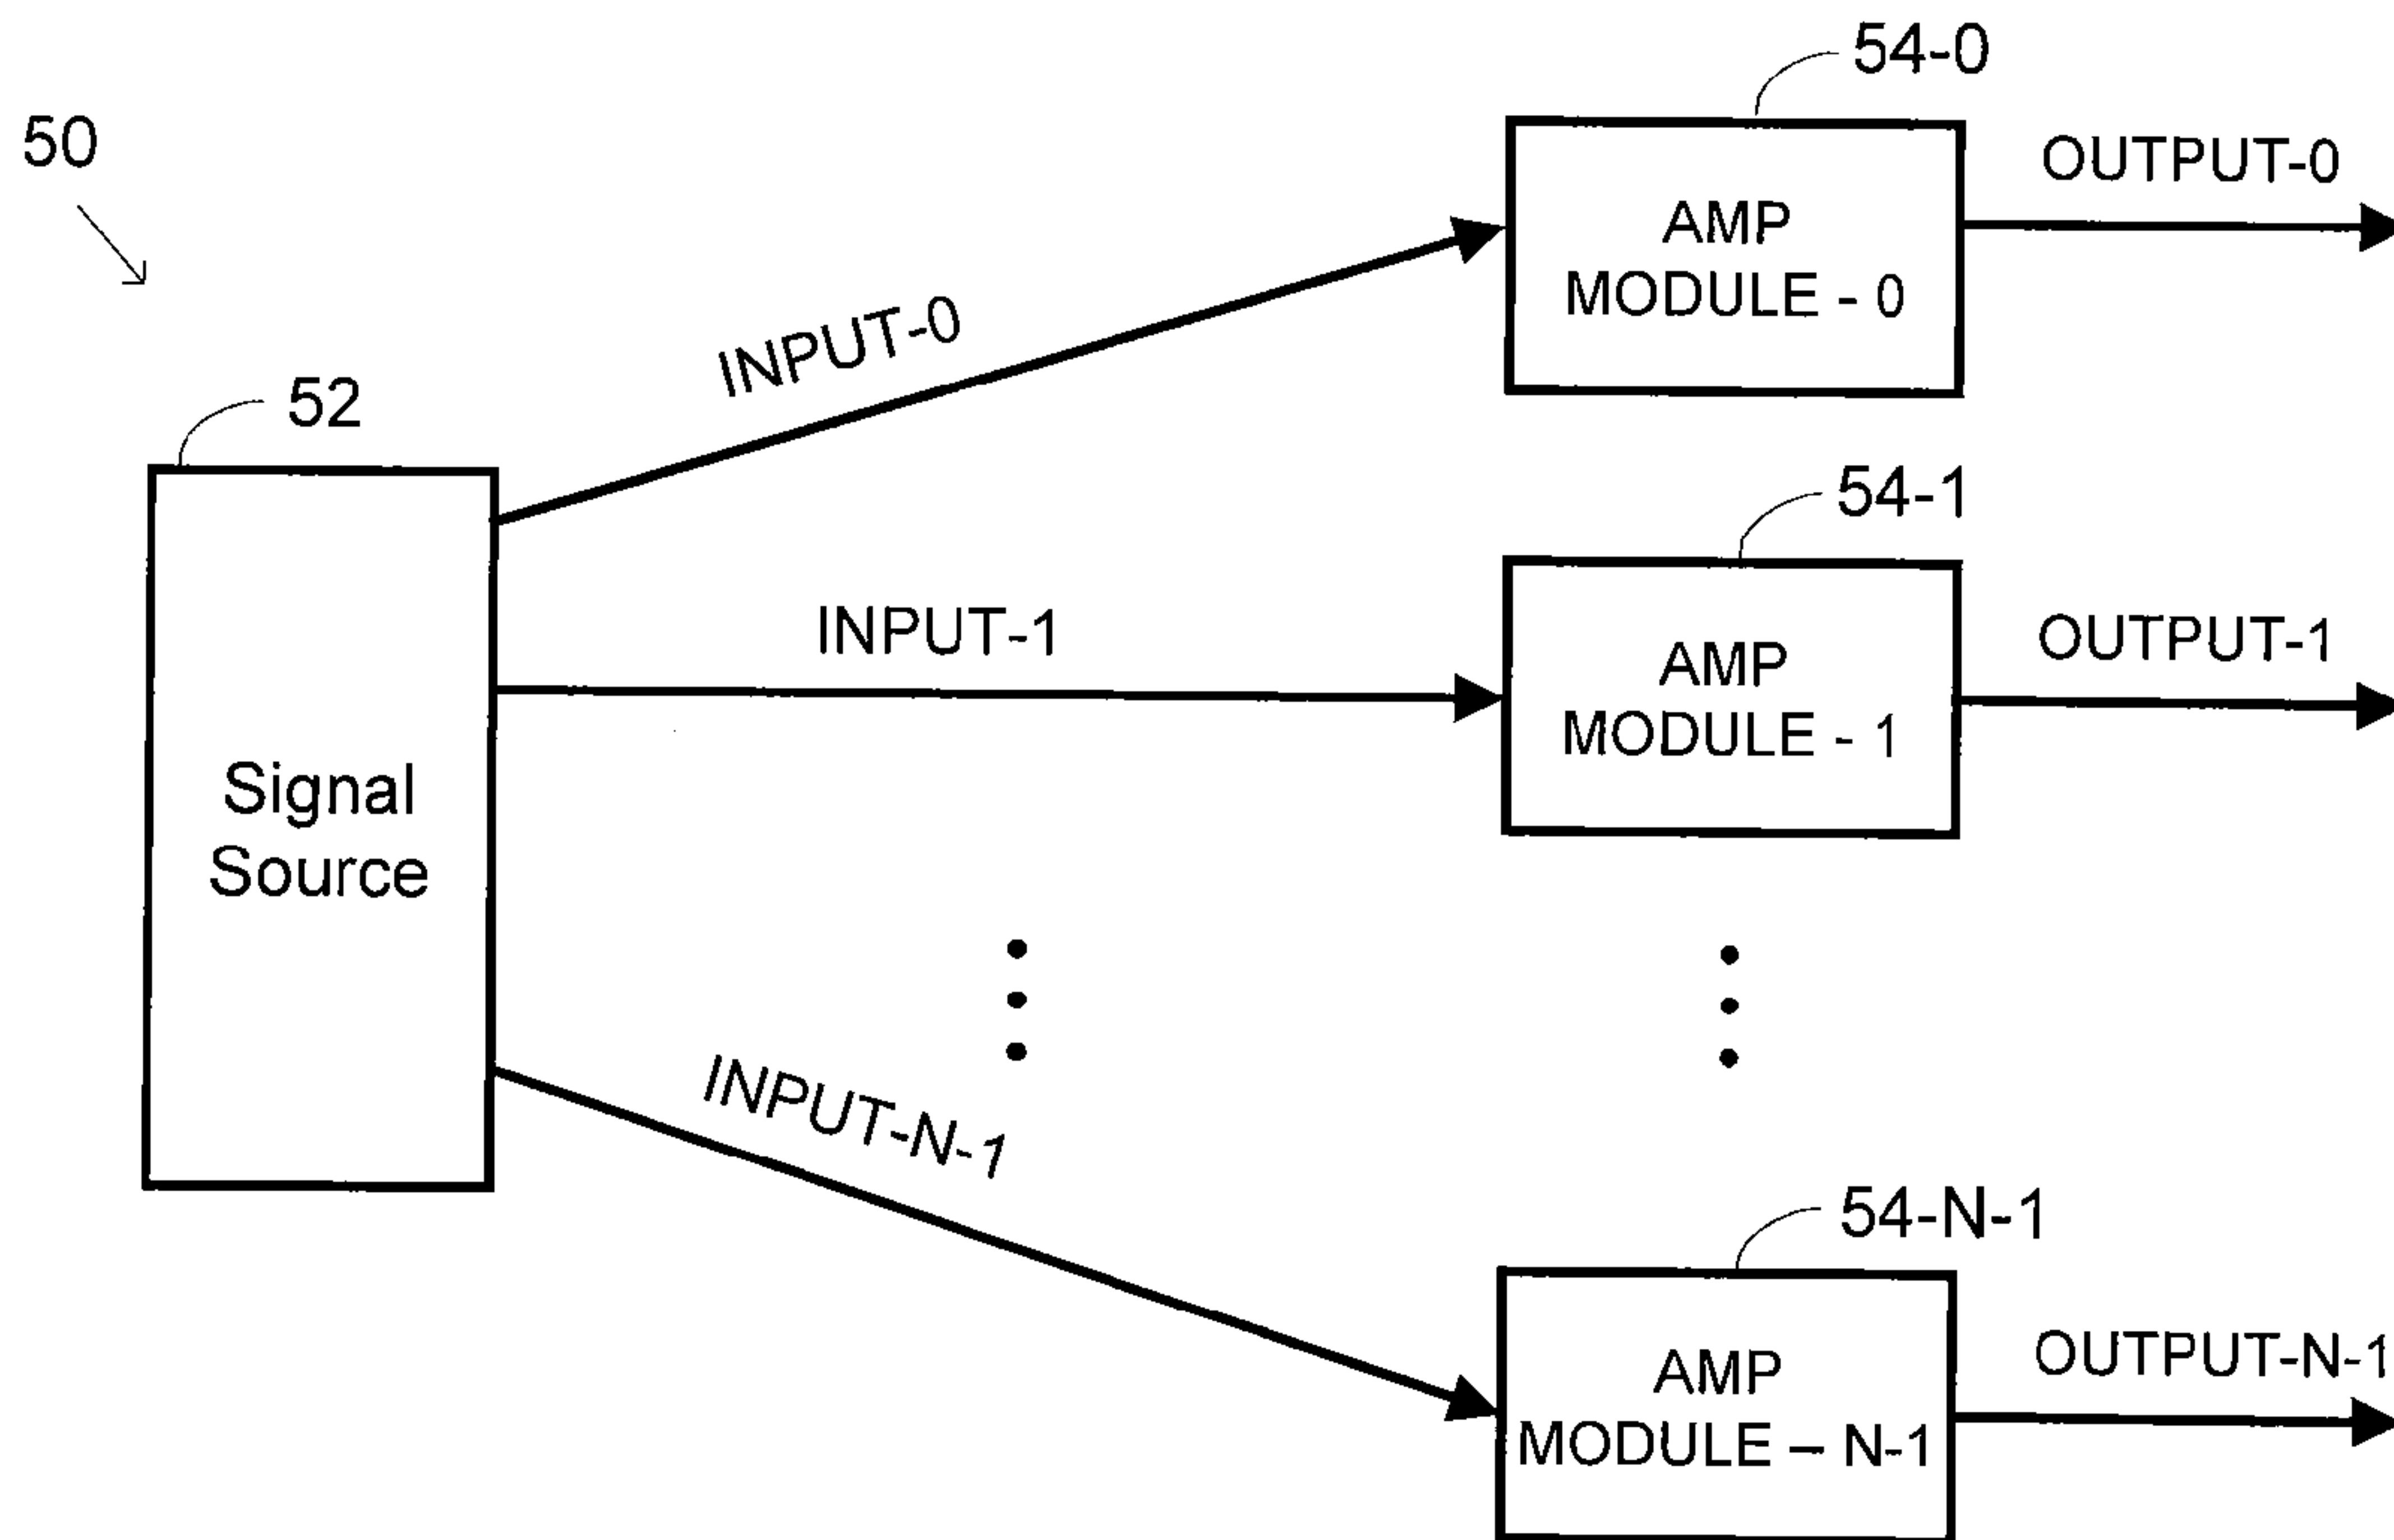 54-0
50
OUTPUT-0
AMP
MODULE - 0
INPUT-0
52
54-1
INPUT-1
OUTPUT-1
AMP
MODULE - 1
Signal
Source
INPUT-N-1
54-N-1
OUTPUT-N-1
AMP
MODULE – N-1